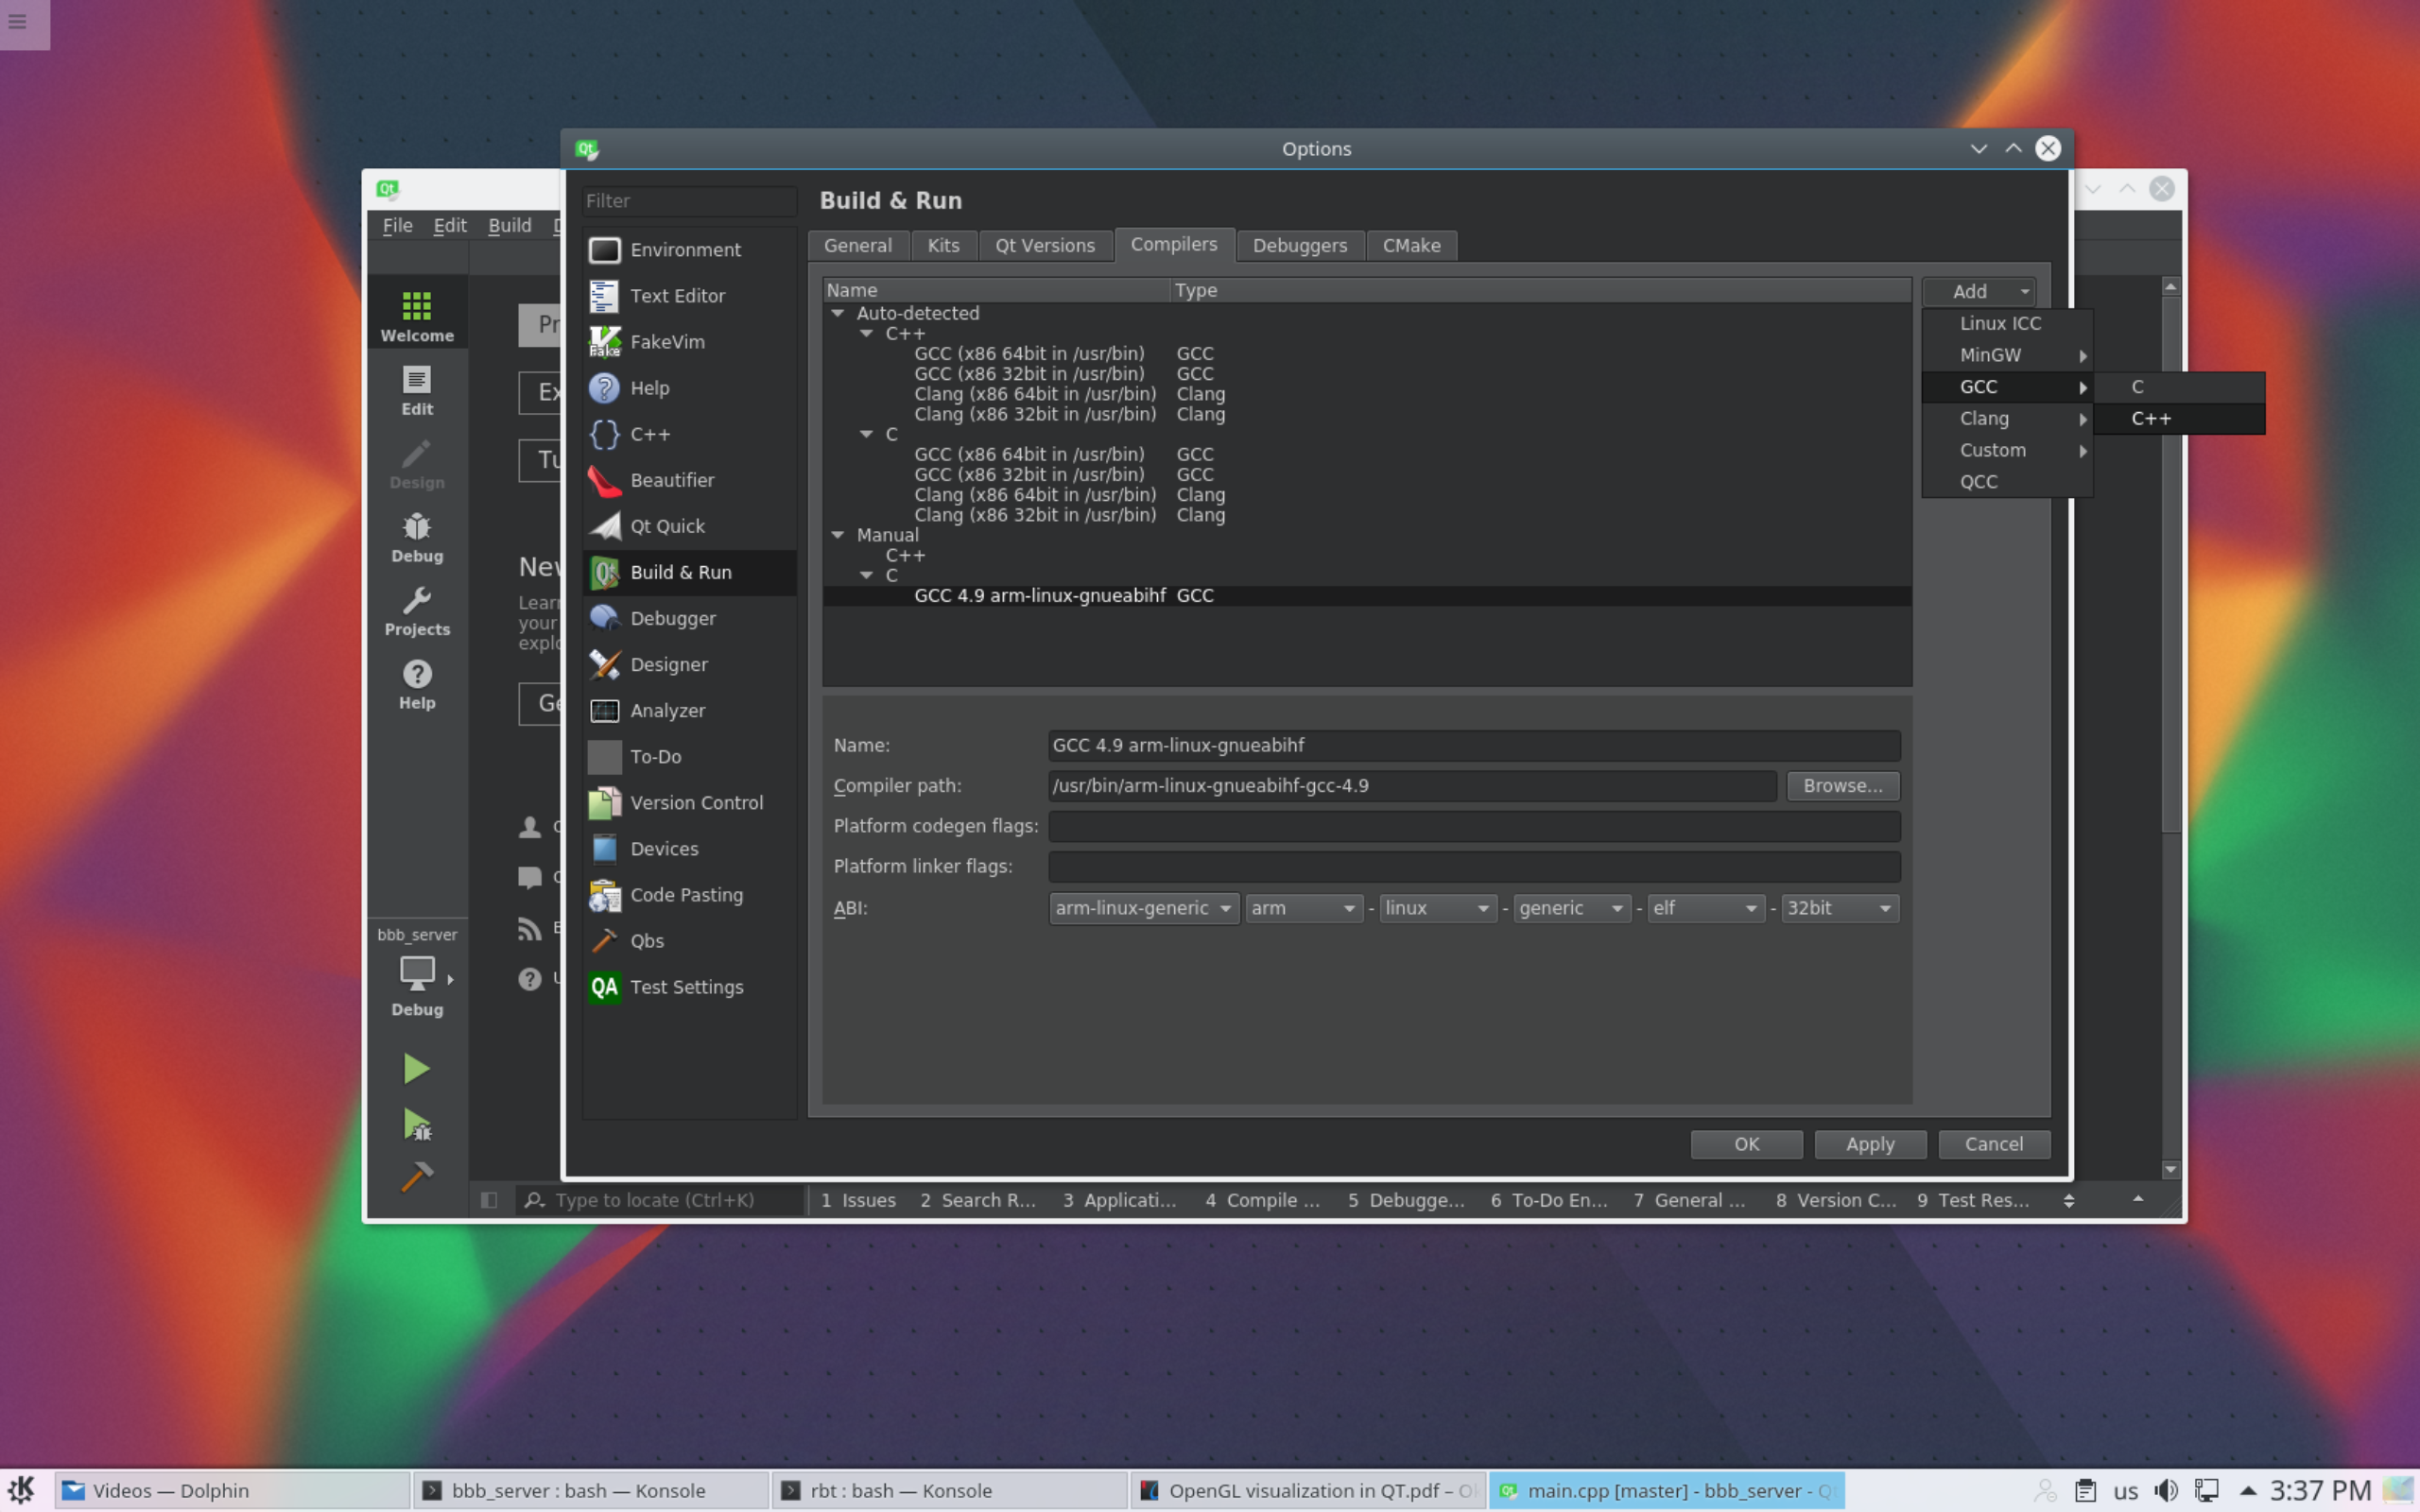 Options
Filter
Build & Run
File Edit Build
General Kits Qt Versions Compilers Debuggers CMake
Name Type
Add
Auto-detected
C++
GCC (x86 64bit in /usr/bin) GCC
GCC (x86 32bit in /usr/bin) GCC
Clang (x86 64bit in /usr/bin) Clang
Clang (x86 32bit in /usr/bin) Clang
C
GCC (x86 64bit in /usr/bin) GCC
GCC (x86 32bit in /usr/bin) GCC
Clang (x86 64bit in /usr/bin) Clang
Clang (x86 32bit in /usr/bin) Clang
Manual
C++
C
GCC 4.9 arm-linux-gnueabihf GCC
Linux ICC
MinGW
GCC
Clang
Custom
QCC
C
C++
Environment
Text Editor
FakeVim
Help
C++
Beautifier
Qt Quick
Build & Run
Debugger
Designer
Analyzer
To-Do
Version Control
Devices
Code Pasting
Qbs
QA Test Settings
Name: GCC 4.9 arm-linux-gnueabihf
Compiler path: /usr/bin/arm-linux-gnueabihf-gcc-4.9 Browse...
Platform codegen flags:
Platform linker flags:
ABI: arm-linux-generic arm - linux - generic - elf - 32bit
OK Apply Cancel
Welcome
Edit
Design
Debug
Projects
Help
bbb_server
Debug
Pr
Ex
Tu
New
Learn
your
explo
Ge
Type to locate (Ctrl+K) 1 Issues 2 Search R... 3 Applicati... 4 Compile ... 5 Debugge... 6 To-Do En... 7 General ... 8 Version C... 9 Test Res...
Videos — Dolphin bbb_server : bash — Konsole rbt : bash — Konsole OpenGL visualization in QT.pdf – Ok main.cpp [master] - bbb_server - Qt us 3:37 PM